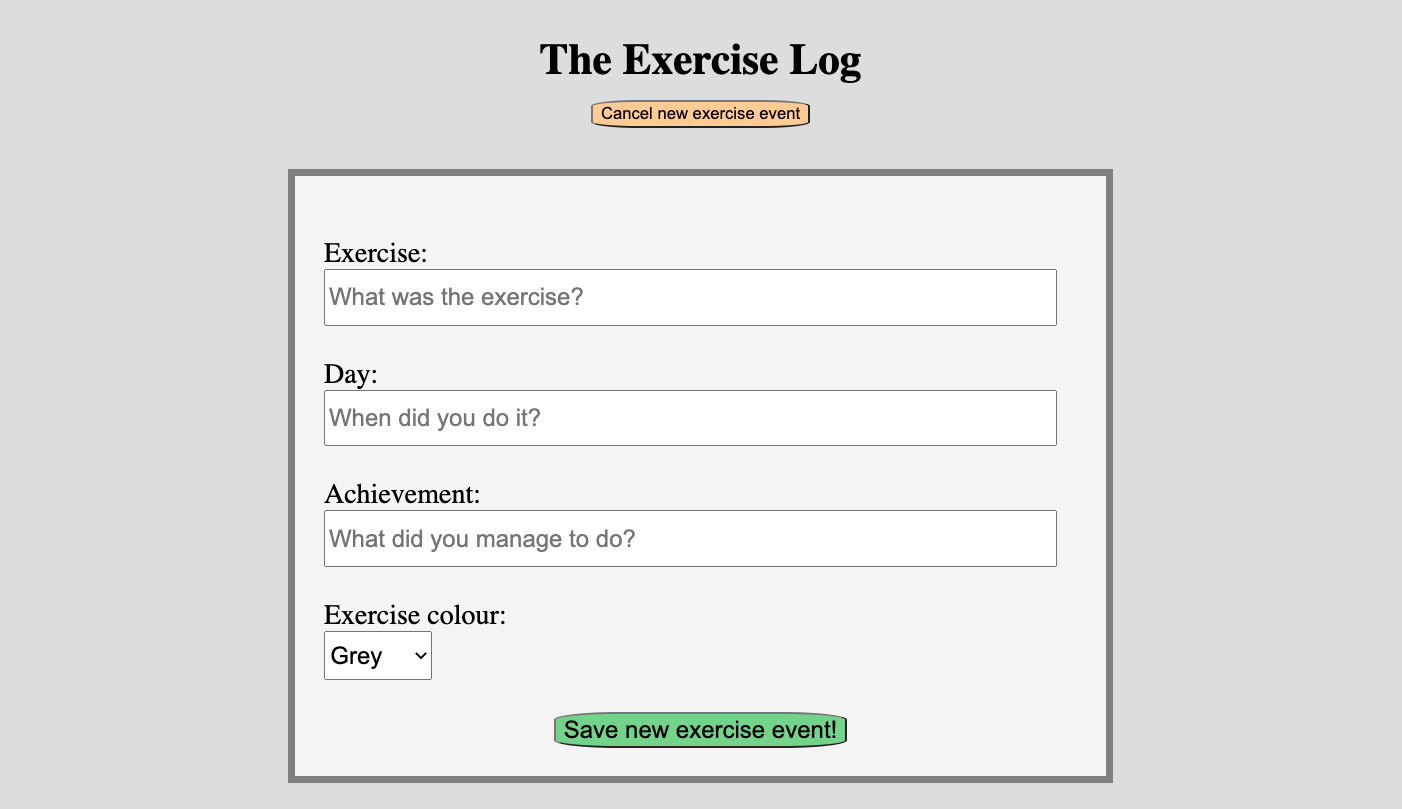 The Exercise Log
Cancel new exercise event
Exercise:
What was the exercise?
Day:
When did you do it?
Achievement:
What did you manage to do?
Exercise colour:
Grey
Save new exercise event!